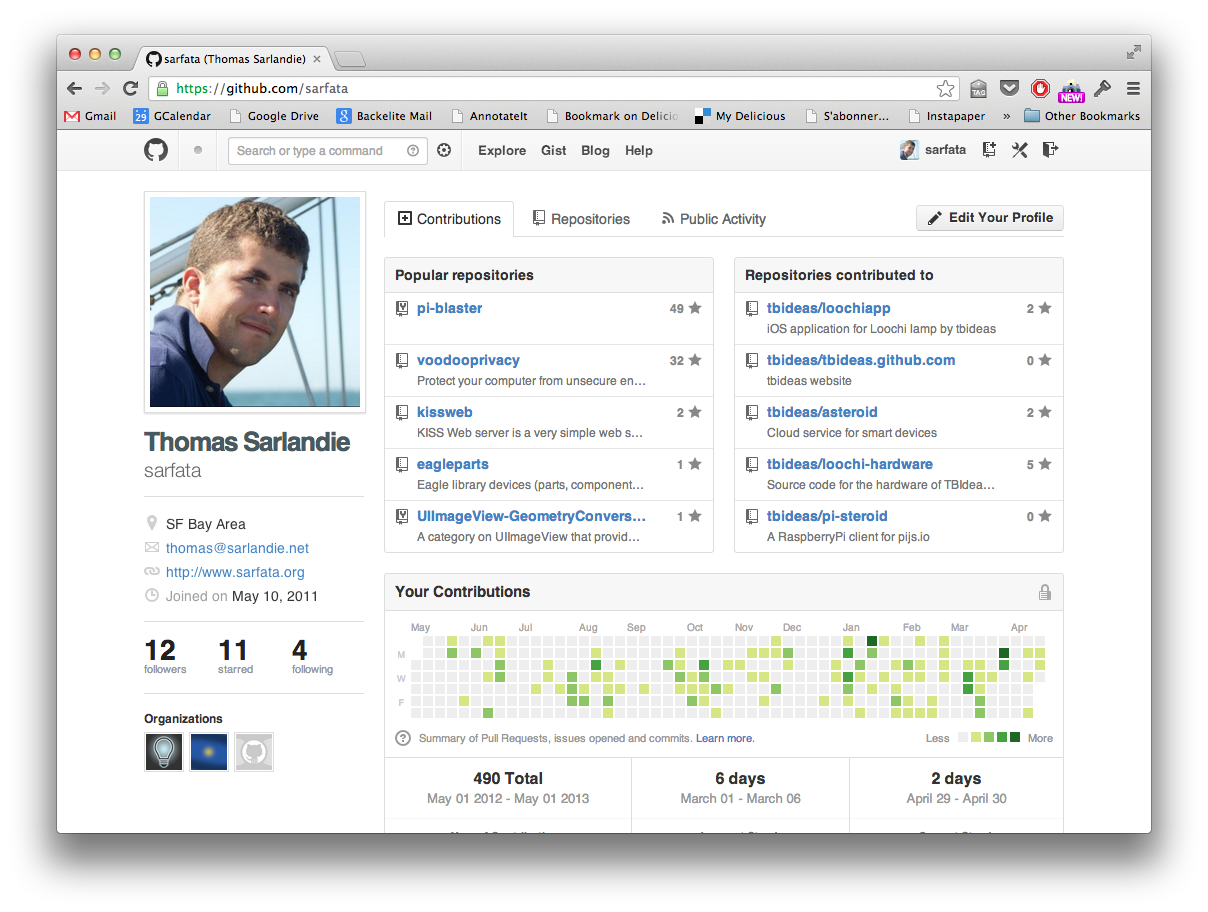 sarfata (Thomas Sarlandie)
https://github.com/sarfata
TAG
NEW!
Gmail
29
GCalendar
Google Drive
8
Backelite Mail
AnnotateIt
Bookmark on Delicio
My Delicious
S'abonner...
Instapaper
»
Other Bookmarks
Search or type a command
Explore
Gist
Blog
Help
sarfata
Contributions
Repositories
Public Activity
Edit Your Profile
Popular repositories
pi-blaster
49
voodooprivacy
32
Protect your computer from unsecure en…
kissweb
2
KISS Web server is a very simple web s…
eagleparts
1
Eagle library devices (parts, component…
UIImageView-GeometryConvers…
1
A category on UIImageView that provid…
Repositories contributed to
tbideas/loochiapp
2
iOS application for Loochi lamp by tbideas
tbideas/tbideas.github.com
0
tbideas website
tbideas/asteroid
2
Cloud service for smart devices
tbideas/loochi-hardware
5
Source code for the hardware of TBIdea…
tbideas/pi-steroid
0
A RaspberryPi client for pijs.io
Thomas Sarlandie
sarfata
SF Bay Area
thomas@sarlandie.net
http://www.sarfata.org
Joined on May 10, 2011
12
followers
11
starred
4
following
Organizations
Your Contributions
May Jun Jul Aug Sep Oct Nov Dec Jan Feb Mar Apr
M
W
F
? Summary of Pull Requests, issues opened and commits. Learn more.
Less
More
490 Total
May 01 2012 - May 01 2013
6 days
March 01 - March 06
2 days
April 29 - April 30